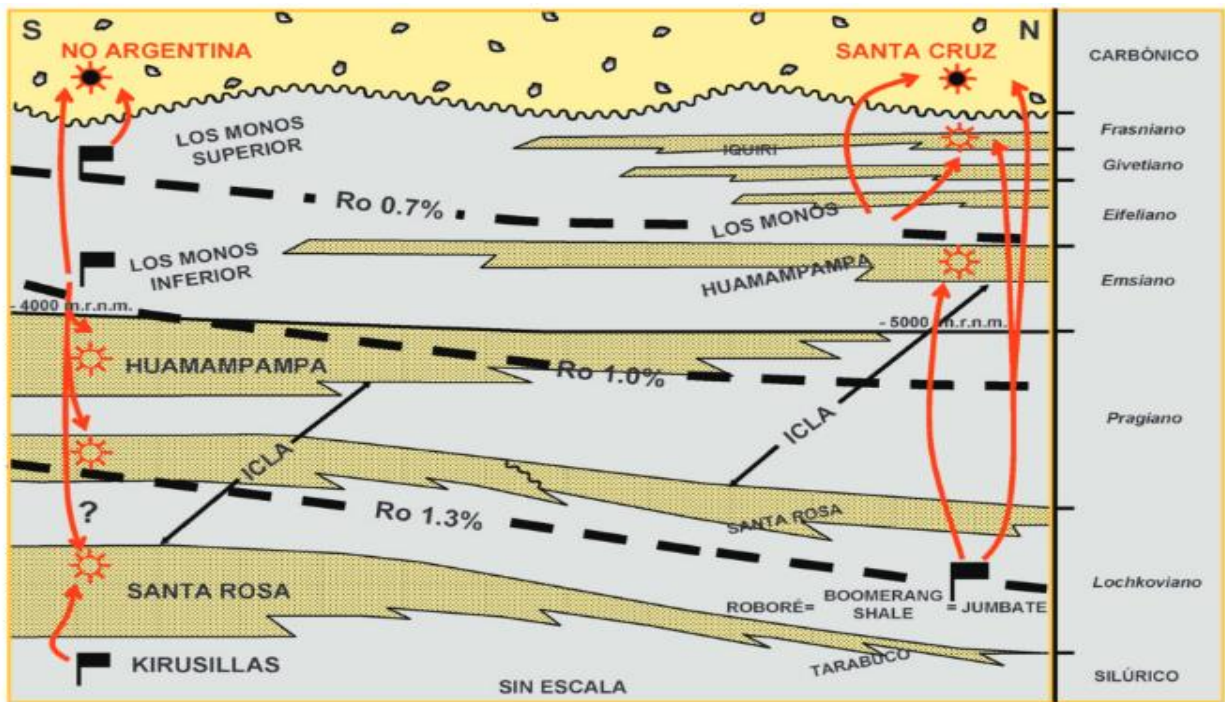 S
N
NO ARGENTINA
SANTA CRUZ
CARBÓNICO
LOS MONOS
SUPERIOR
IQUIRI
Frasniano
Givetiano
Ro 0.7%
LOS MONOS
Eifeliano
LOS MONOS
INFERIOR
HUAMAMPAMPA
Emsiano
- 4000 m.r.n.m.
- 5000 m.r.n.m.
HUAMAMPAMPA
Ro 1.0%
ICLA
ICLA
Pragiano
?
Ro 1.3%
SANTA ROSA
SANTA ROSA
Lochkoviano
ROBORÉ=
BOOMERANG
SHALE
= JUMBATE
KIRUSILLAS
TARABUCO
SIN ESCALA
SILÚRICO